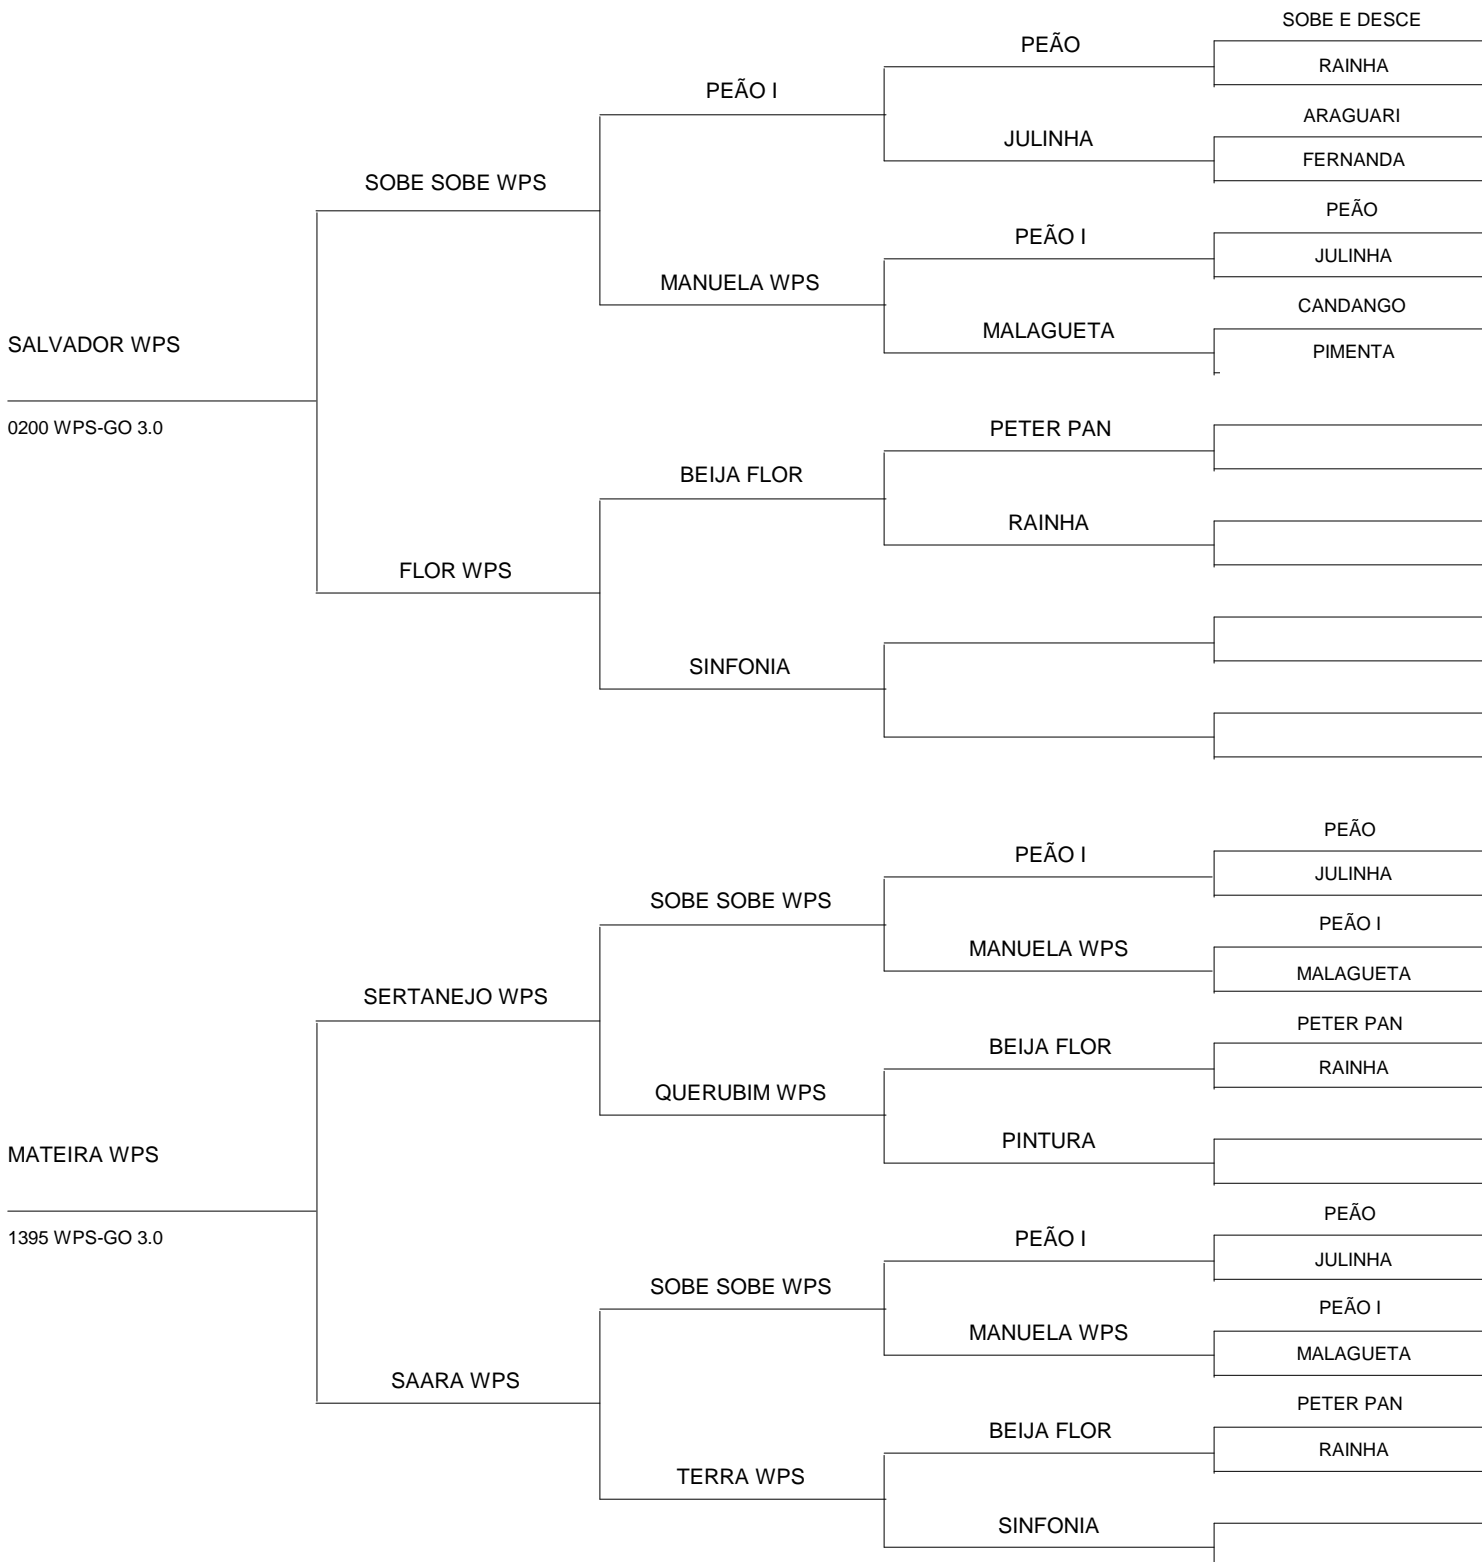 SOBE E DESCE
PEÃO
RAINHA
PEÃO I
ARAGUARI
JULINHA
FERNANDA
SOBE SOBE WPS
PEÃO
PEÃO I
JULINHA
MANUELA WPS
CANDANGO
MALAGUETA
SALVADOR WPS
PIMENTA
0200 WPS-GO 3.0
PETER PAN
BEIJA FLOR
RAINHA
FLOR WPS
SINFONIA
PEÃO
PEÃO I
JULINHA
SOBE SOBE WPS
PEÃO I
MANUELA WPS
MALAGUETA
SERTANEJO WPS
PETER PAN
BEIJA FLOR
RAINHA
QUERUBIM WPS
PINTURA
MATEIRA WPS
PEÃO
1395 WPS-GO 3.0
PEÃO I
JULINHA
SOBE SOBE WPS
PEÃO I
MANUELA WPS
MALAGUETA
SAARA WPS
PETER PAN
BEIJA FLOR
RAINHA
TERRA WPS
SINFONIA